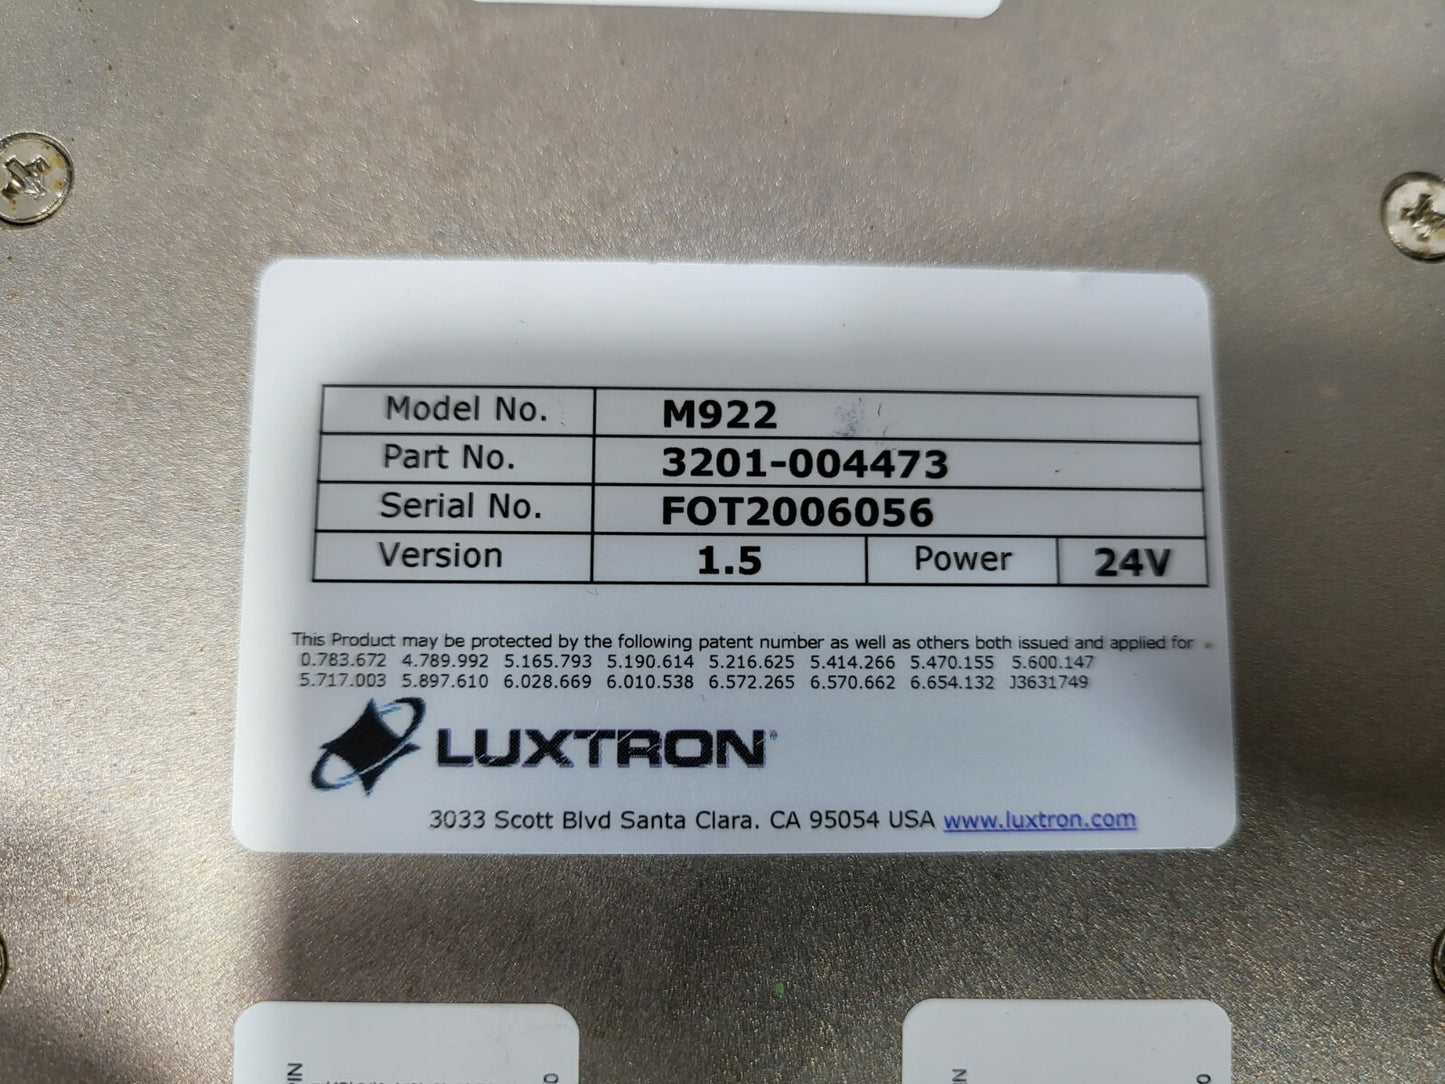 Model No. M922
Part No. 3201-004473
Serial No. FOT2006056
Version 1.5 Power 24V
This Product may be protected by the following patent number as well as others both issued and applied for
0.783.672 4.789.992 5.165.793 5.190.614 5.216.625 5.414.266 5.470.155 5.600.147
5.717.003 5.897.610 6.028.669 6.010.538 6.572.265 6.570.662 6.654.132 J3631749
LUXTRON®
3033 Scott Blvd Santa Clara. CA 95054 USA www.luxtron.com